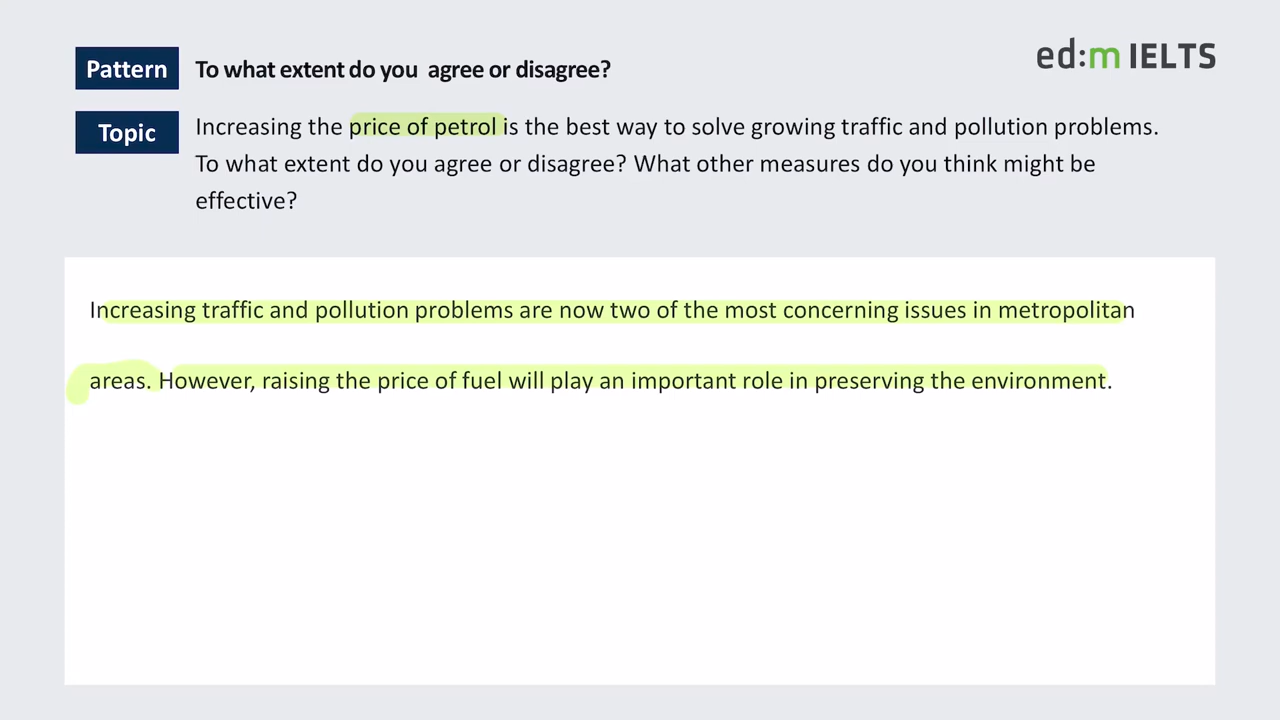 Pattern To what extent do you agree or disagree?
ed:m IELTS
Topic Increasing the price of petrol is the best way to solve growing traffic and pollution problems.
To what extent do you agree or disagree? What other measures do you think might be
effective?
Increasing traffic and pollution problems are now two of the most concerning issues in metropolitan
areas. However, raising the price of fuel will play an important role in preserving the environment.